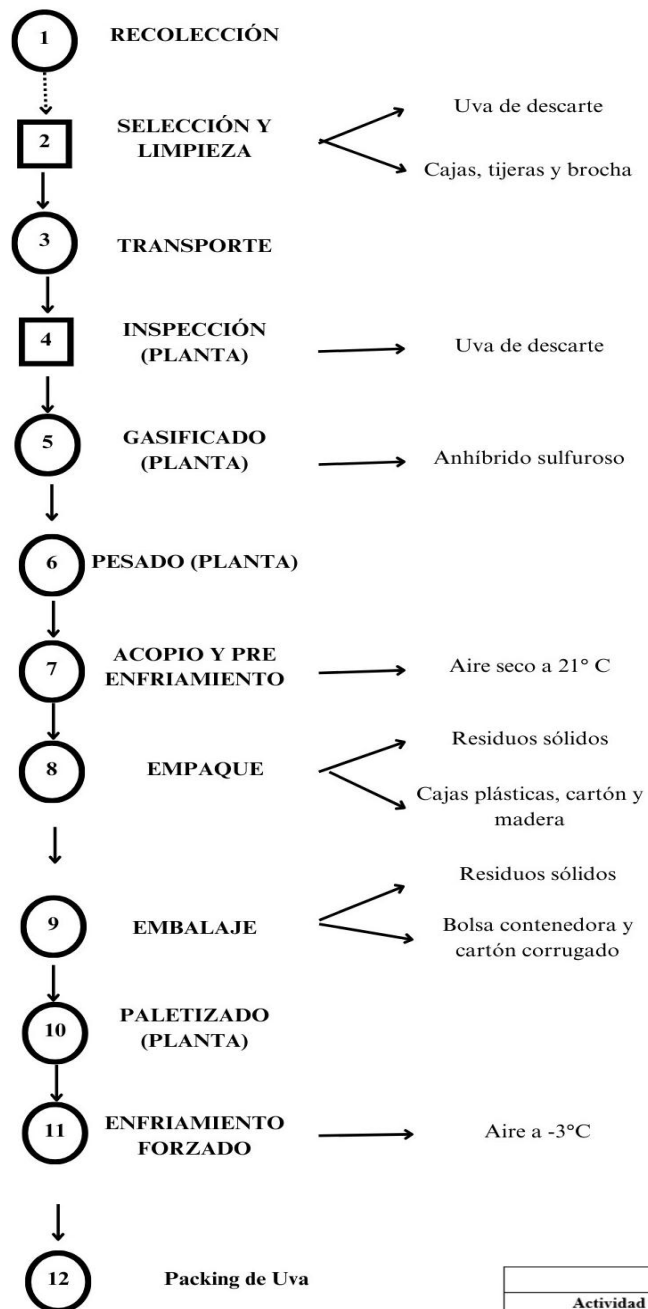 1
RECOLECCIÓN
2
SELECCIÓN Y
LIMPIEZA
Uva de descarte
Cajas, tijeras y brocha
3
TRANSPORTE
4
INSPECCIÓN
(PLANTA)
Uva de descarte
5
GASIFICADO
(PLANTA)
Anhíbrido sulfuroso
6
PESADO (PLANTA)
7
ACOPIO Y PRE
ENFRIAMIENTO
Aire seco a 21° C
8
EMPAQUE
Residuos sólidos
Cajas plásticas, cartón y
madera
9
EMBALAJE
Residuos sólidos
Bolsa contenedora y
cartón corrugado
10
PALETIZADO
(PLANTA)
11
ENFRIAMIENTO
FORZADO
Aire a -3°C
12
Packing de Uva
Actividad